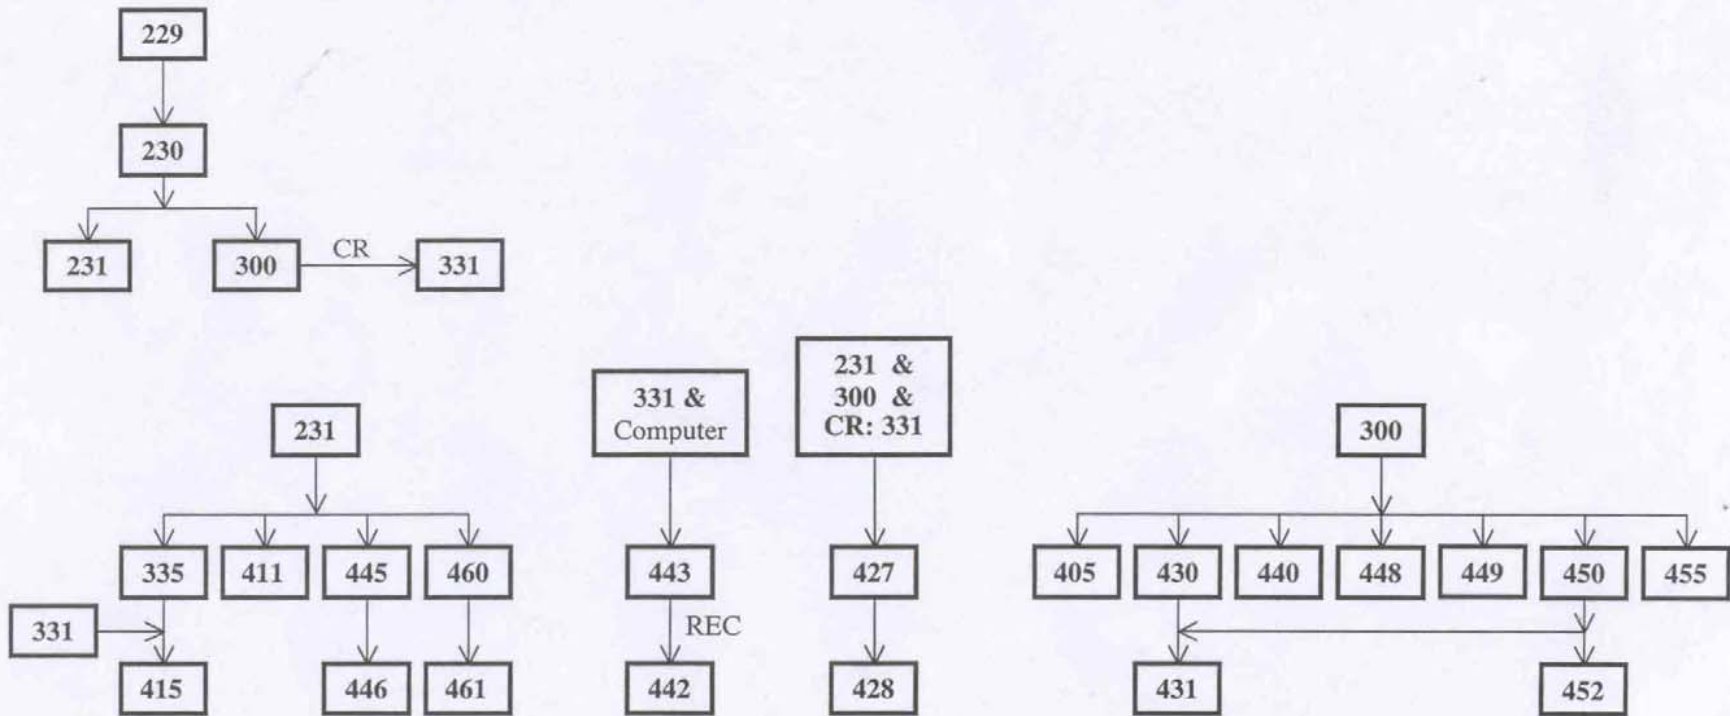 229
230
231 300 CR 331
231
331 &
Computer
231 &
300 &
CR: 331
300
335 411 445 460 443 427 405 430 440 448 449 450 455
331 REC
415 446 461 442 428 431 452